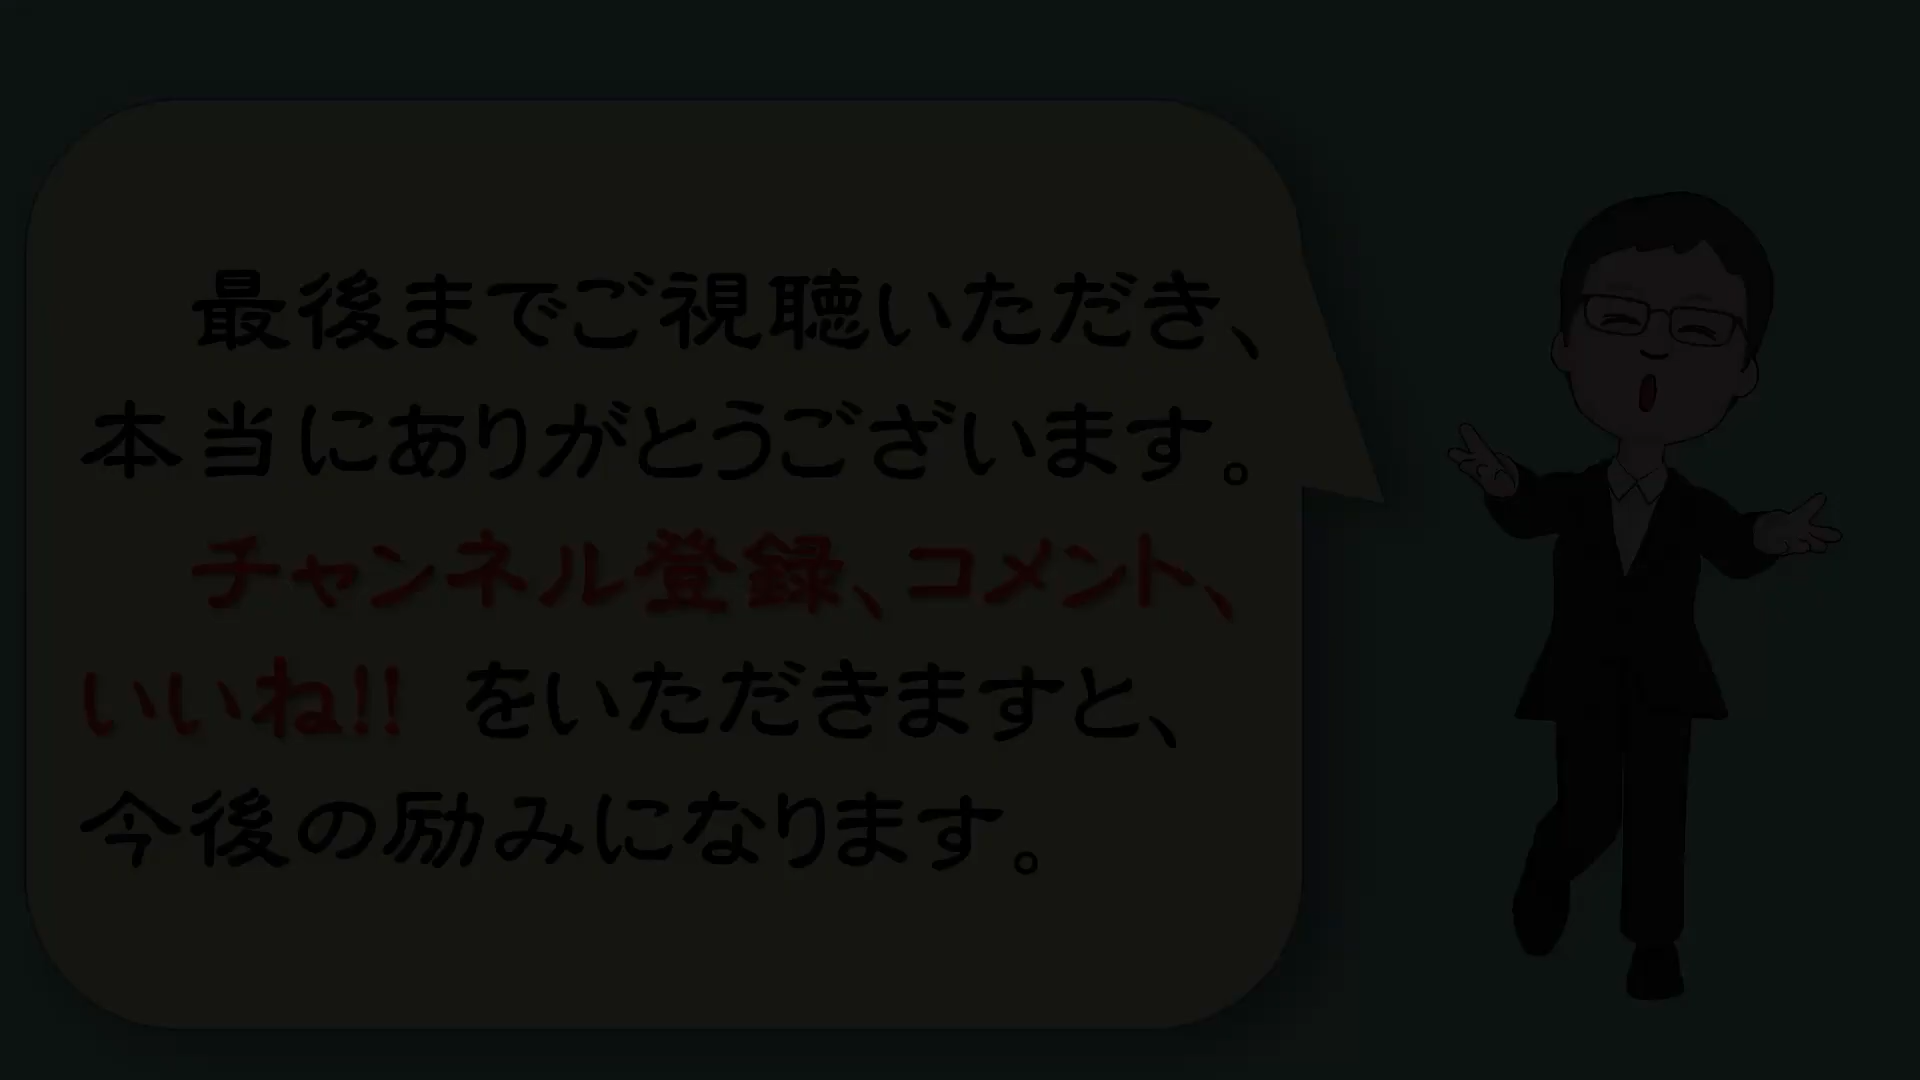 最後までご視聴いただき、
本当にありがとうございます。
チャンネル登録、コメント、
いいね!! をいただきますと、
今後の励みになります。